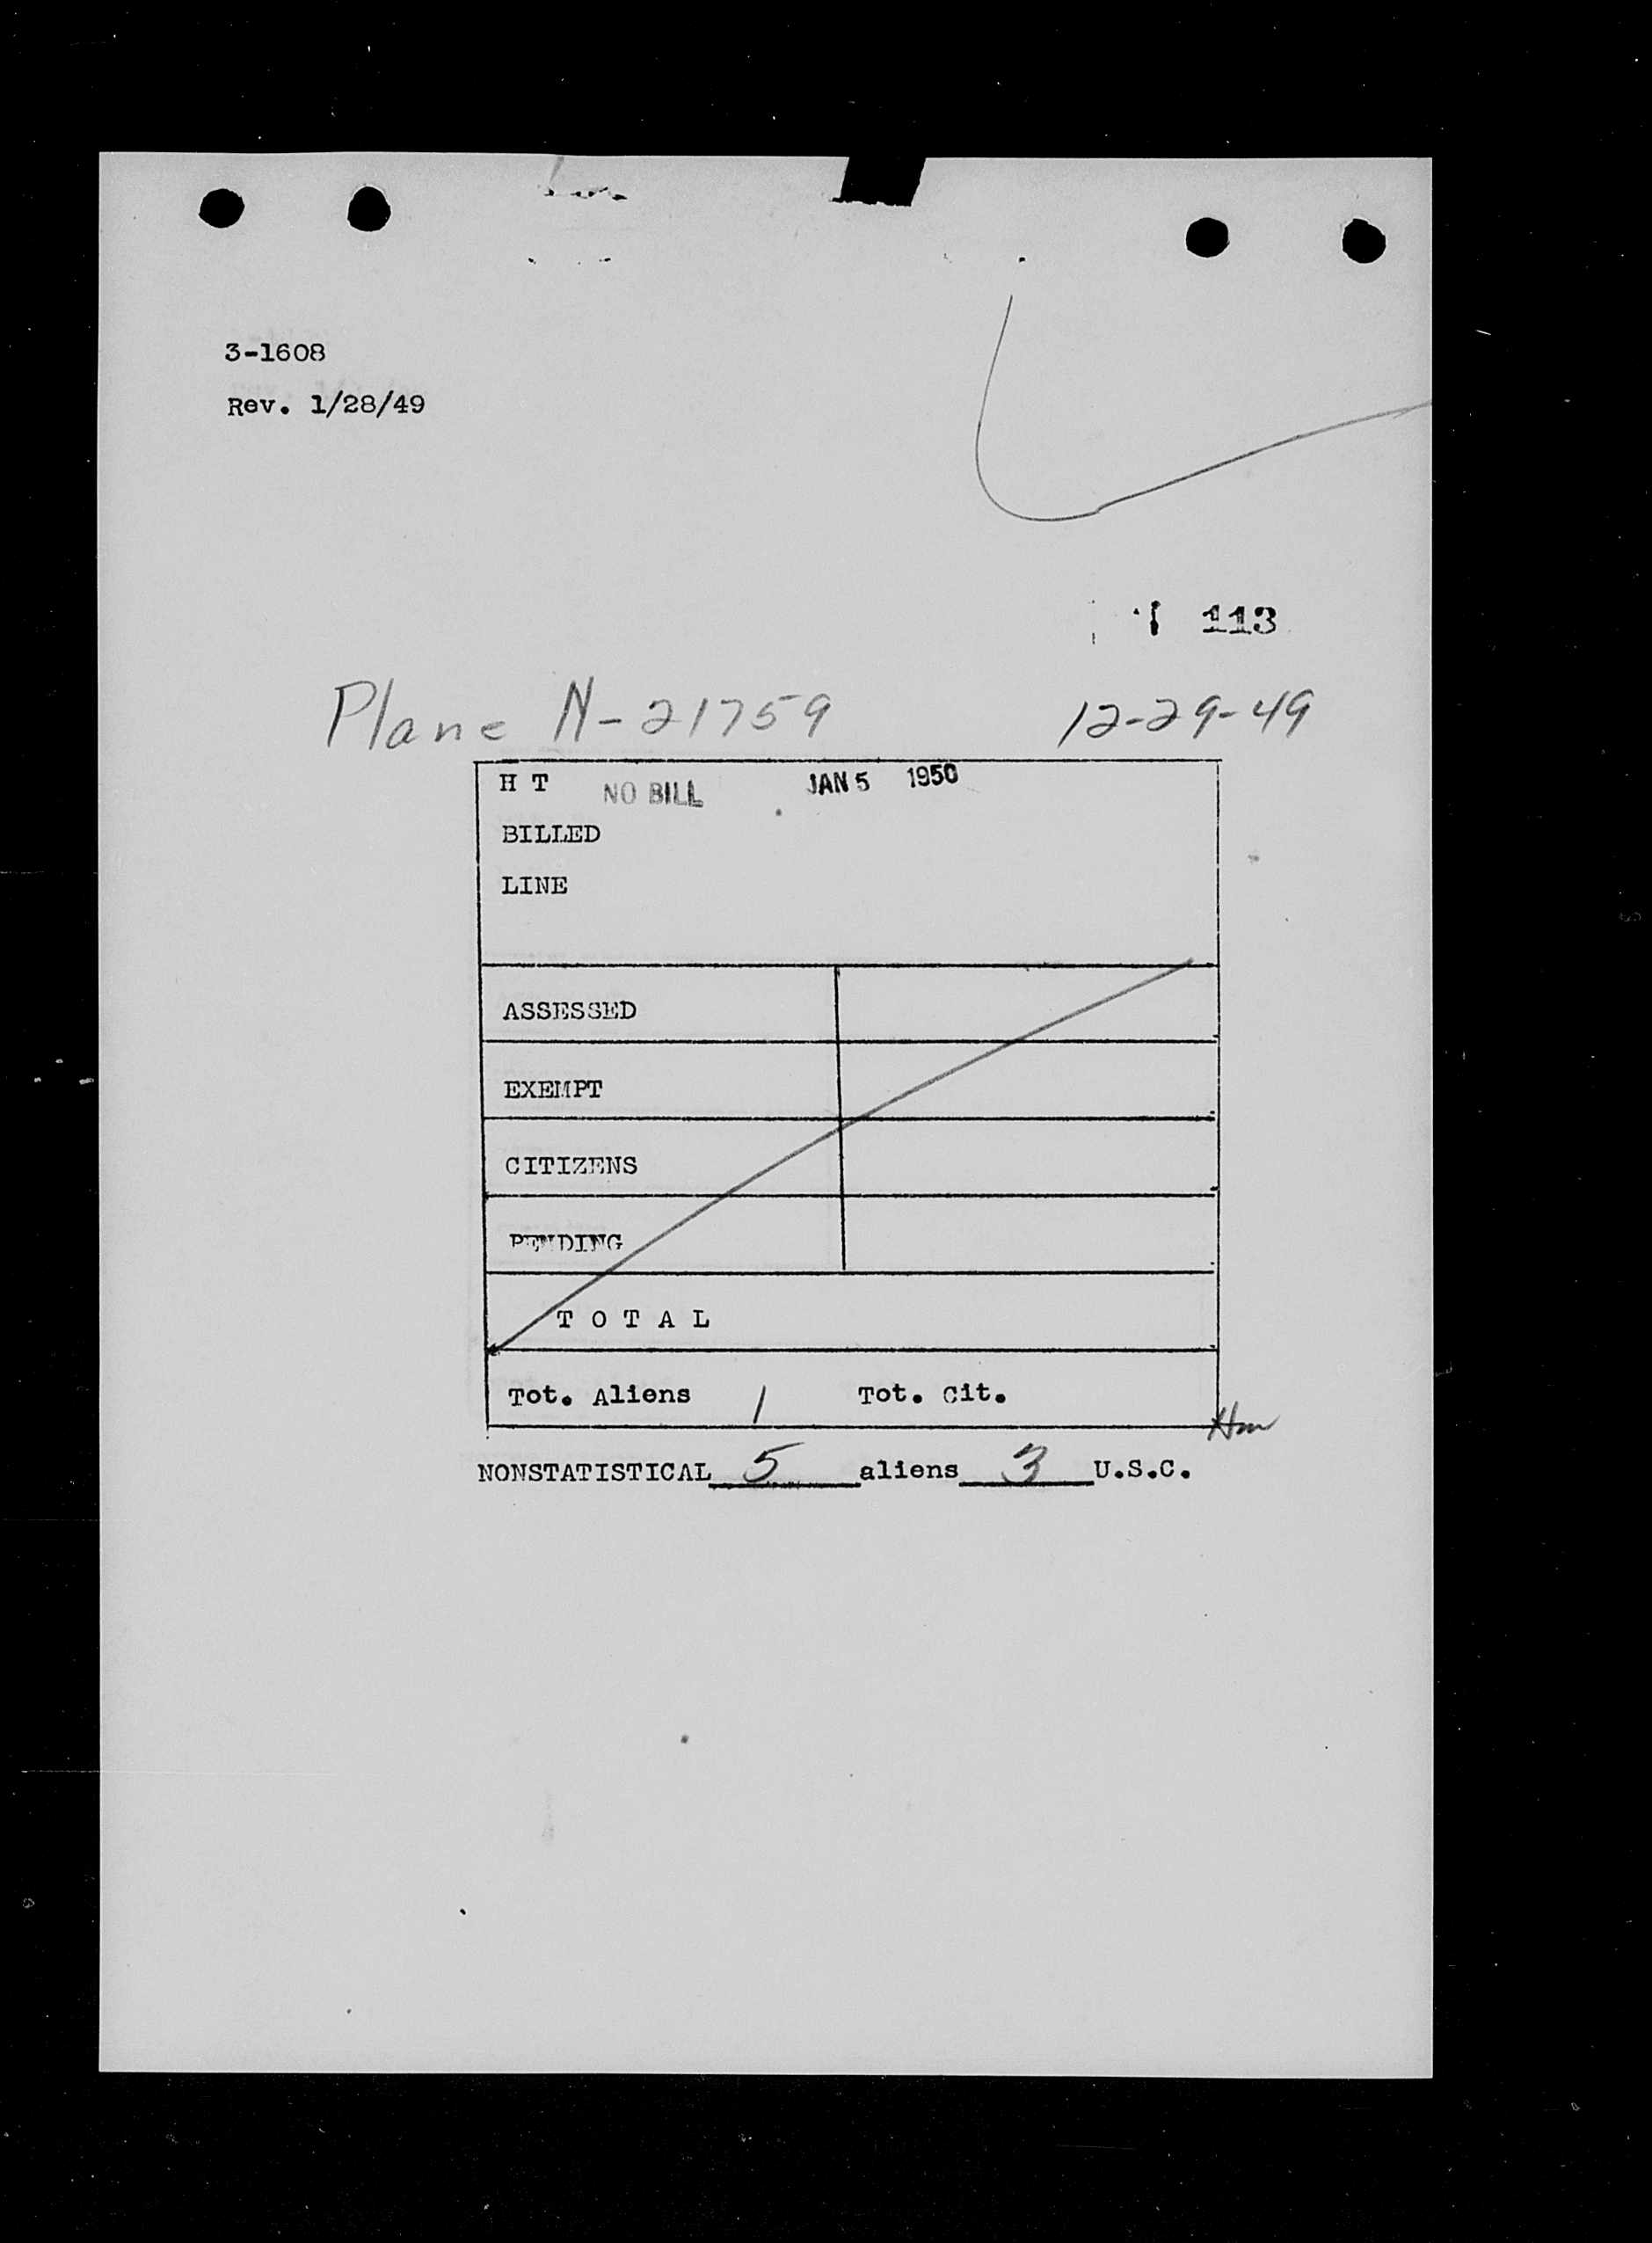 3-1608
Rev. 1/28/49
113
Plane N-21759 12-29-49
H T NO BILL JAN 5 1950
BILLED
LINE
ASSESSED
EXEMPT
CITIZENS
PENDING
T O T A L
Tot. Aliens 1 Tot. Cit.
NONSTATISTICAL 5 aliens 3 U.S.C.